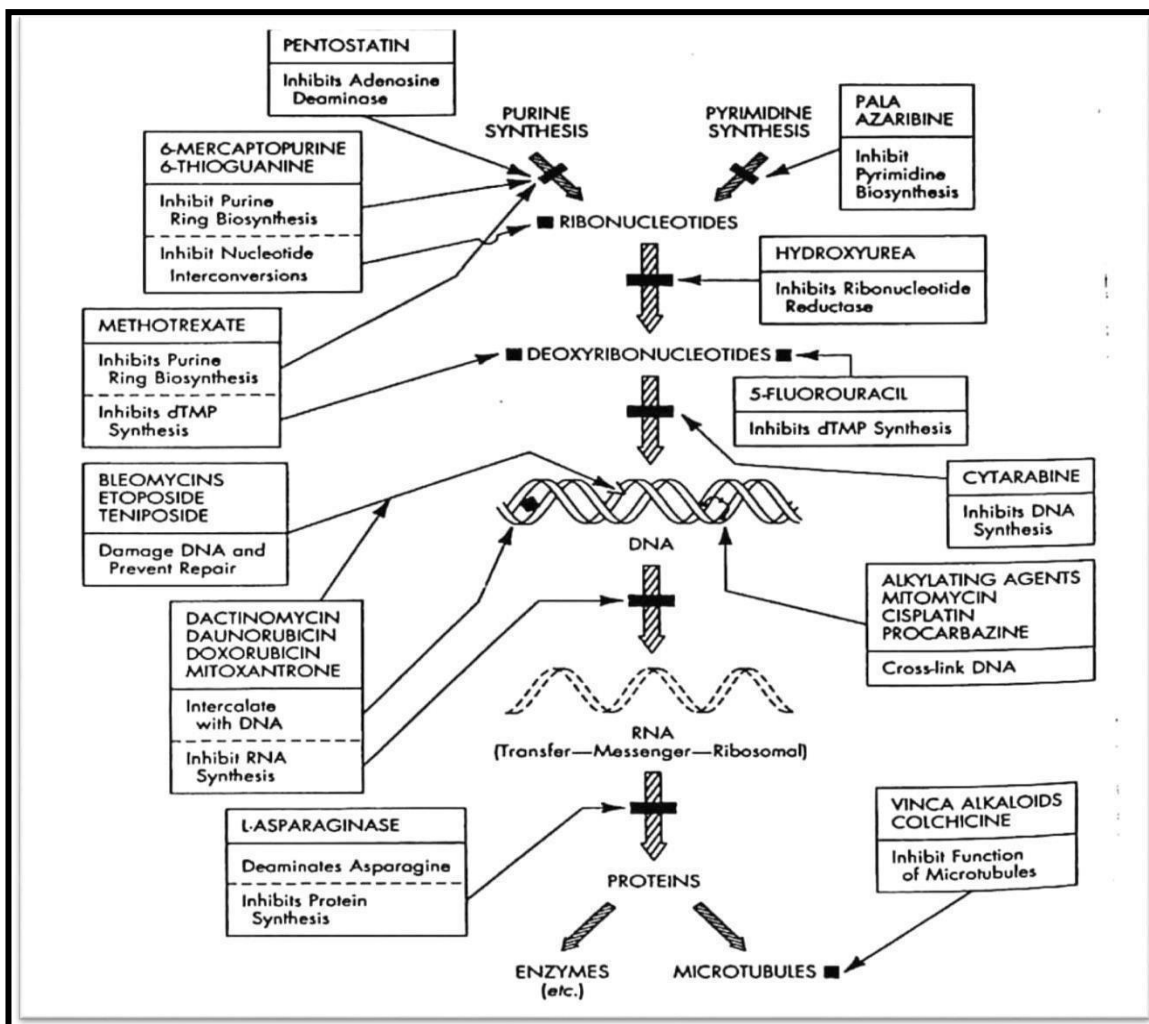 PENTOSTATIN
Inhibits Adenosine
Deaminase
PURINE
SYNTHESIS
PYRIMIDINE
SYNTHESIS
PALA
AZARIBINE
Inhibit
Pyrimidine
Biosynthesis
6-MERCAPTOPURINE
6-THIOGUANINE
Inhibit Purine
Ring Biosynthesis
Inhibit Nucleotide
Interconversions
RIBONUCLEOTIDES
HYDROXYUREA
Inhibits Ribonucleotide
Reductase
METHOTREXATE
Inhibits Purine
Ring Biosynthesis
Inhibits dTMP
Synthesis
DEOXYRIBONUCLEOTIDES
5-FLUOROURACIL
Inhibits dTMP Synthesis
BLEOMYCINS
ETOPOSIDE
TENIPOSIDE
Damage DNA and
Prevent Repair
CYTARABINE
Inhibits DNA
Synthesis
DNA
ALKYLATING AGENTS
MITOMYCIN
CISPLATIN
PROCARBAZINE
Cross-link DNA
DACTINOMYCIN
DAUNORUBICIN
DOXORUBICIN
MITOXANTRONE
Intercalate
with DNA
Inhibit RNA
Synthesis
RNA
(Transfer—Messenger—Ribosomal)
L-ASPARAGINASE
Deaminates Asparagine
Inhibits Protein
Synthesis
VINCA ALKALOIDS
COLCHICINE
Inhibit Function
of Microtubules
PROTEINS
ENZYMES
(etc.)
MICROTUBULES